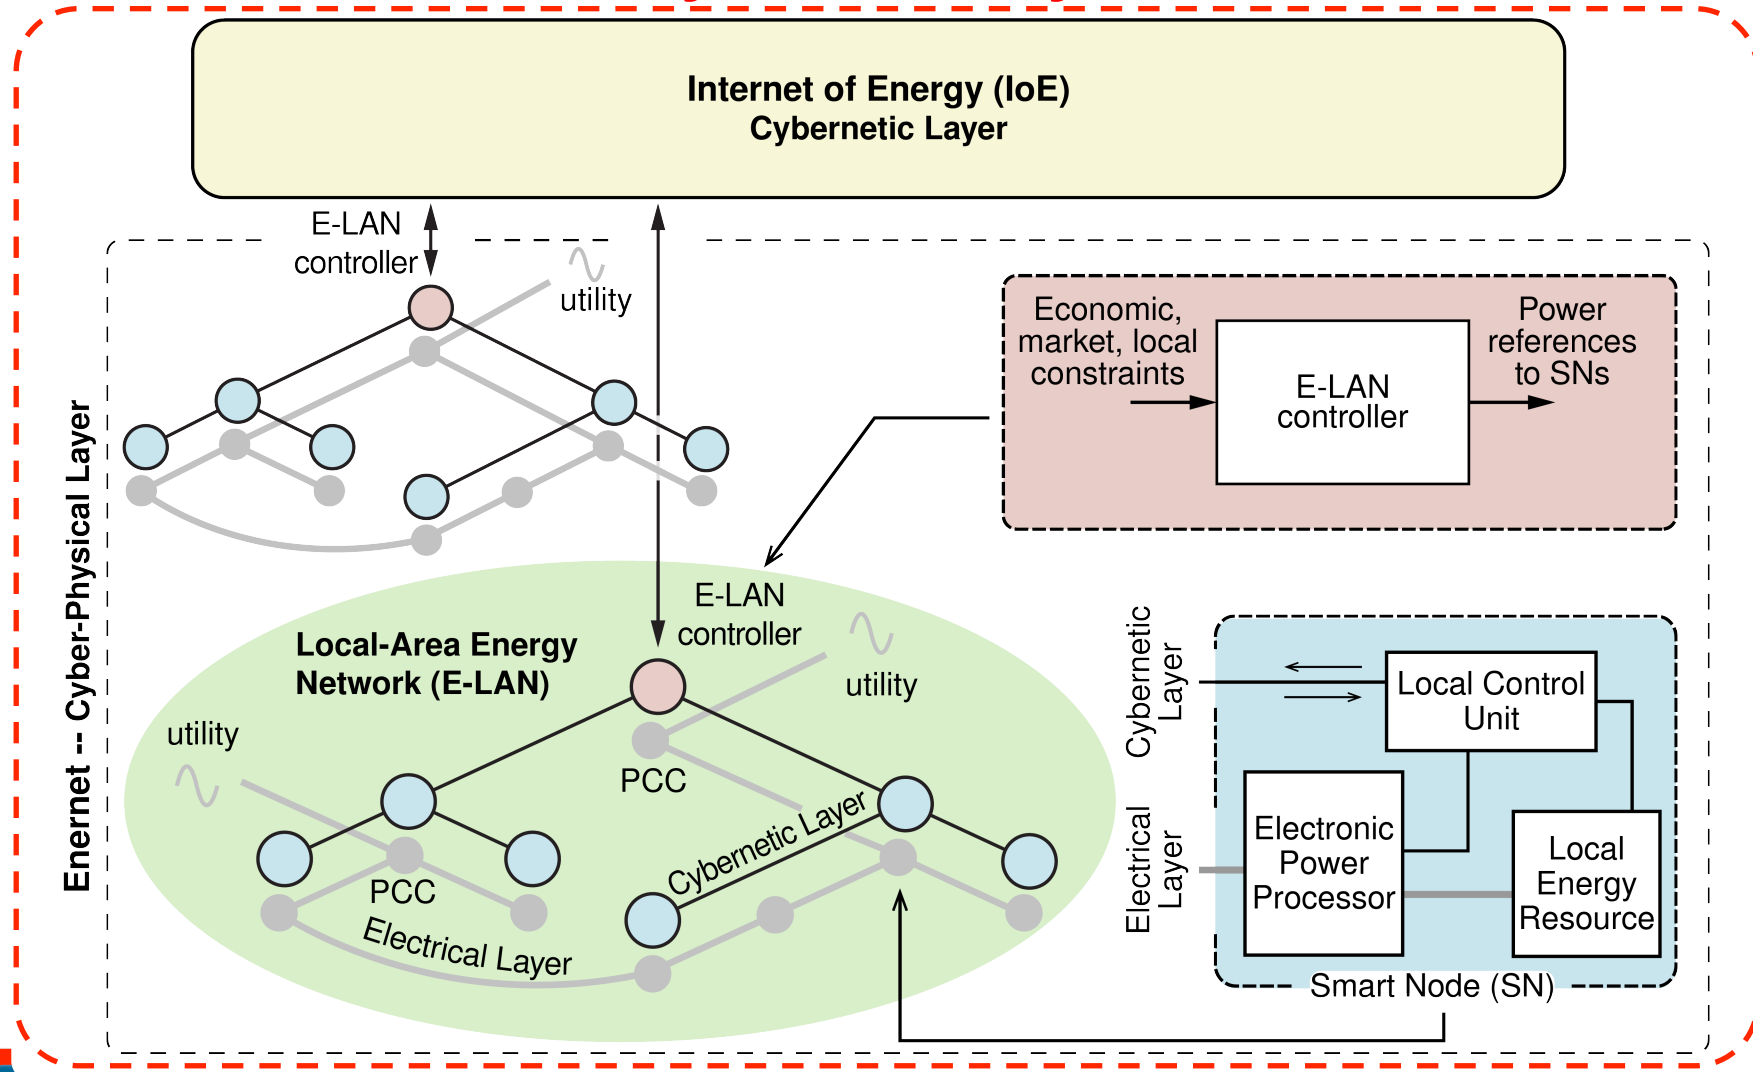 Internet of Energy (IoE)
Cybernetic Layer
E-LAN
controller
utility
Enernet -- Cyber-Physical Layer
Economic,
market, local
constraints
E-LAN
controller
Power
references
to SNs
Local-Area Energy
Network (E-LAN)
E-LAN
controller
utility
utility
PCC
PCC
Cybernetic Layer
Electrical Layer
Cybernetic
Layer
Electrical
Layer
Local Control
Unit
Electronic
Power
Processor
Local
Energy
Resource
Smart Node (SN)